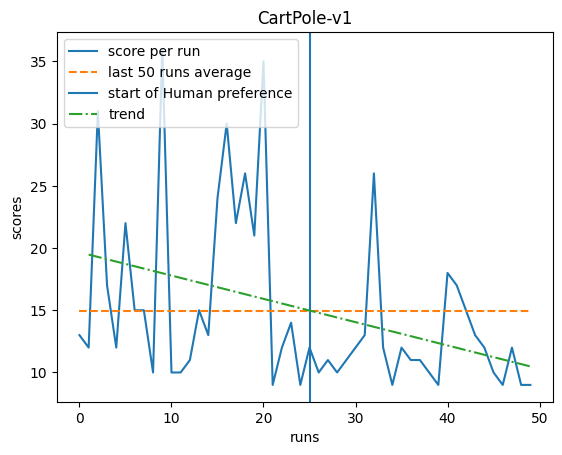 CartPole-v1
score per run
last 50 runs average
start of Human preference
trend
scores
35
30
25
20
15
10
0
10
20
30
40
50
runs